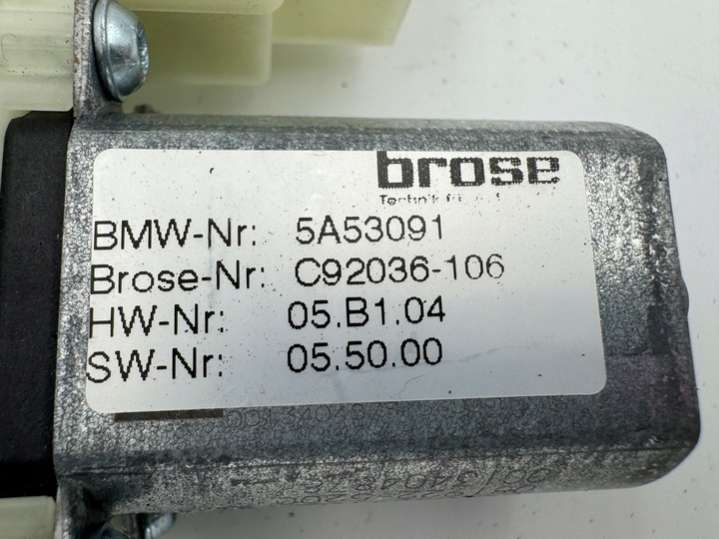 brose
BMW-Nr: 5A53091
Brose-Nr: C92036-106
HW-Nr: 05.B1.04
SW-Nr: 05.50.00